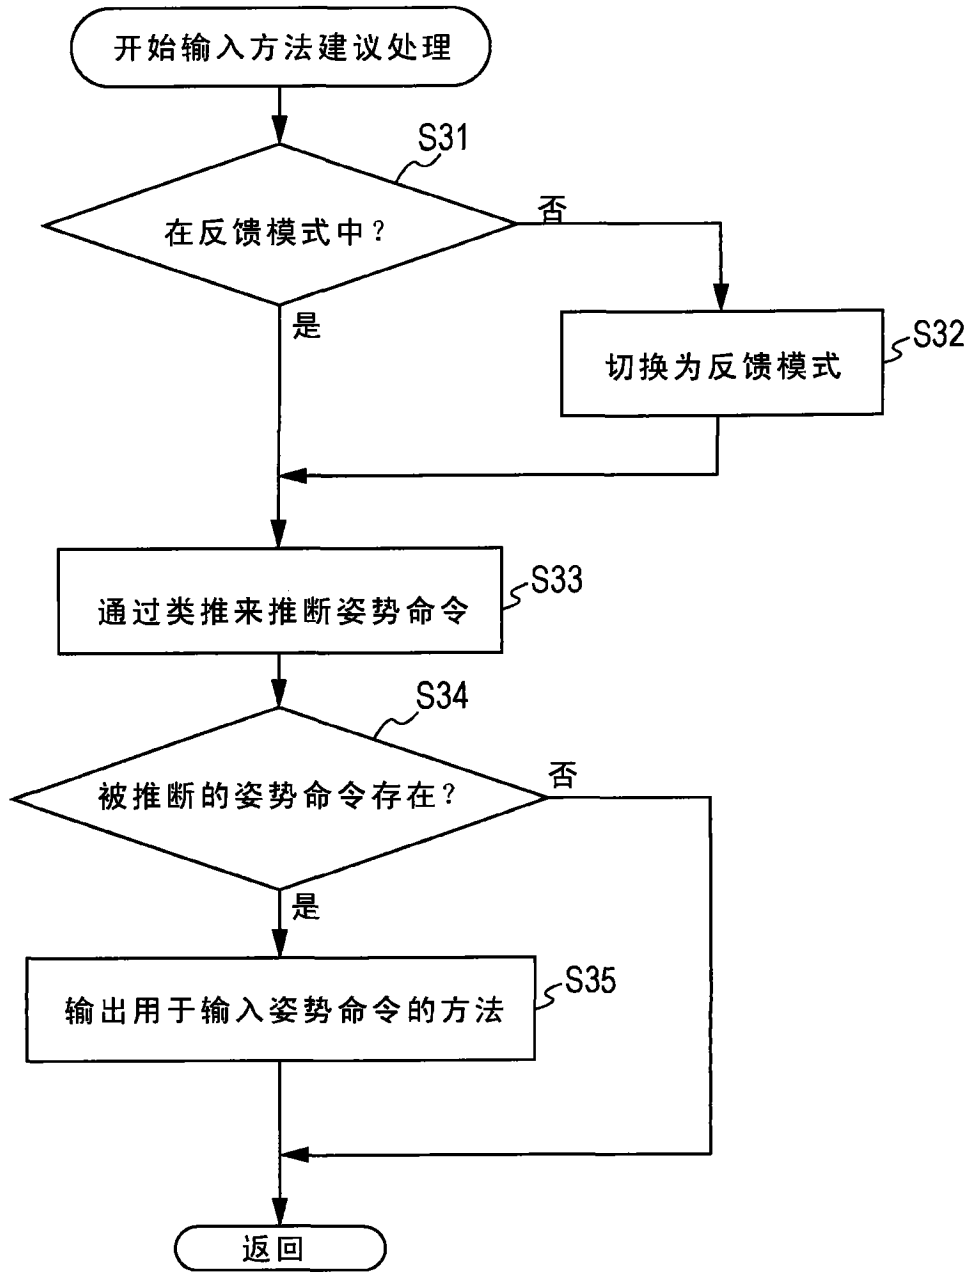 开始输入方法建议处理
S31
在反馈模式中？
否
是
S32
切换为反馈模式
S33
通过类推来推断姿势命令
S34
被推断的姿势命令存在？
否
是
S35
输出用于输入姿势命令的方法
返回